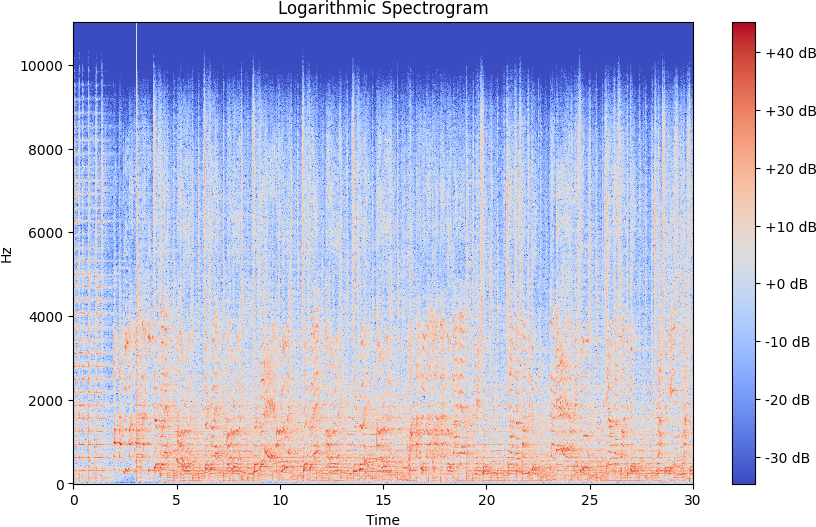 Logarithmic Spectrogram
Hz
10000
8000
6000
4000
2000
0
0 5 10 15 20 25 30
Time
+40 dB
+30 dB
+20 dB
+10 dB
+0 dB
-10 dB
-20 dB
-30 dB